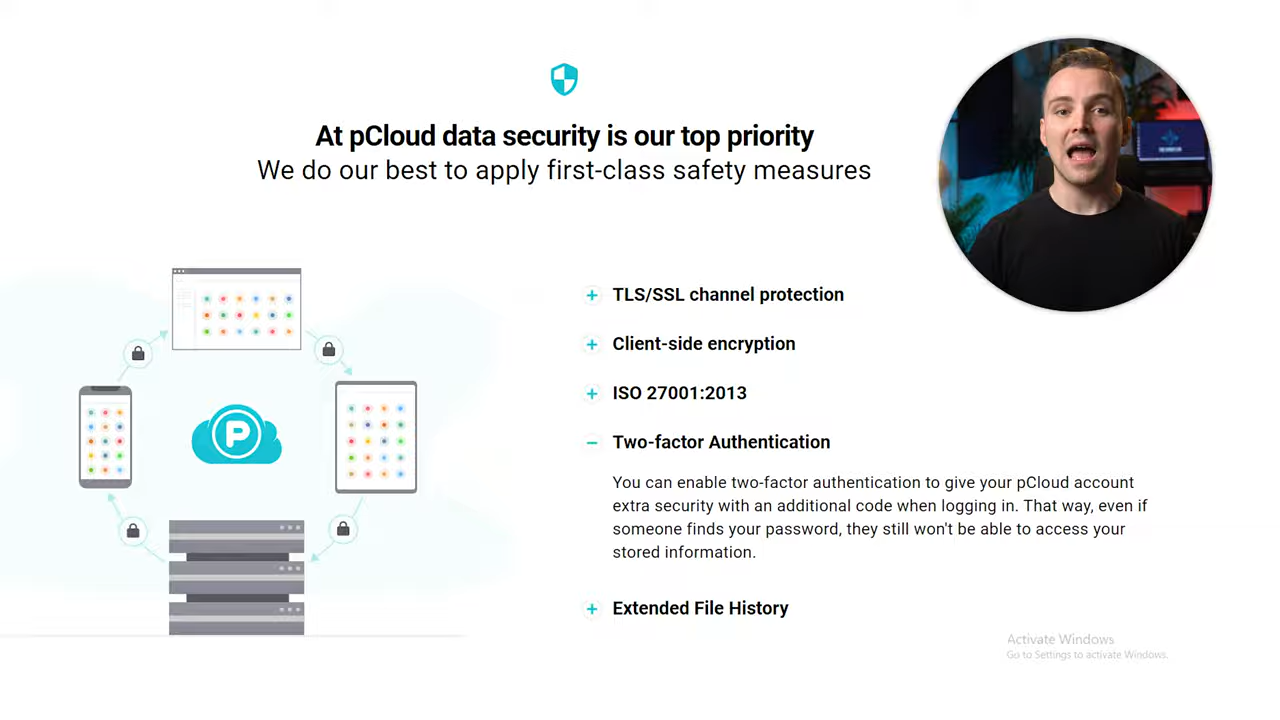 At pCloud data security is our top priority
We do our best to apply first-class safety measures
TLS/SSL channel protection
Client-side encryption
ISO 27001:2013
Two-factor Authentication
You can enable two-factor authentication to give your pCloud account
extra security with an additional code when logging in. That way, even if
someone finds your password, they still won't be able to access your
stored information.
Extended File History
P
Activate Windows
Go to Settings to activate Windows.